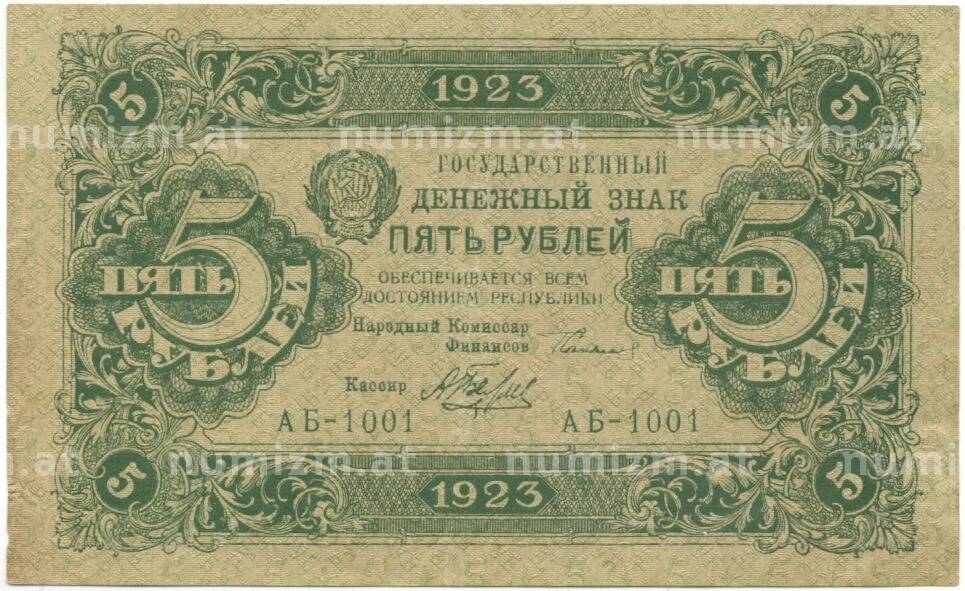 1923
5
5
numizm.at numizm.at numizm.at
ГОСУДАРСТВЕННЫЙ
ДЕНЕЖНЫЙ ЗНАК
ПЯТЬ РУБЛЕЙ
5 ПЯТЬ РУБЛЕЙ
5 ПЯТЬ РУБЛЕЙ
ОБЕСПЕЧИВАЕТСЯ ВСЕМ
ДОСТОЯНИЕМ РЕСПУБЛИКИ
Народный Комиссар
Финансов
Кассир
АБ-1001 АБ-1001
numizm.at numizm.at
5
1923
5